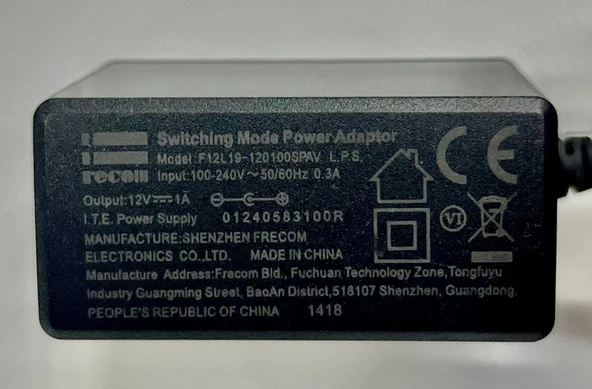 Frecom
Switching Mode Power Adaptor
Model: F12L19-120100SPAV L.P.S.
Input:100-240V~50/60Hz 0.3A
Output:12V⎓1A
I.T.E. Power Supply 01240583100R
MANUFACTURE:SHENZHEN FRECOM
ELECTRONICS CO.,LTD. MADE IN CHINA
Manufacture Address:Frecom Bld., Fuchuan Technology Zone,Tongfuyu
Industry Guangming Street, BaoAn District,518107 Shenzhen, Guangdong,
PEOPLE'S REPUBLIC OF CHINA 1418
CE
VI